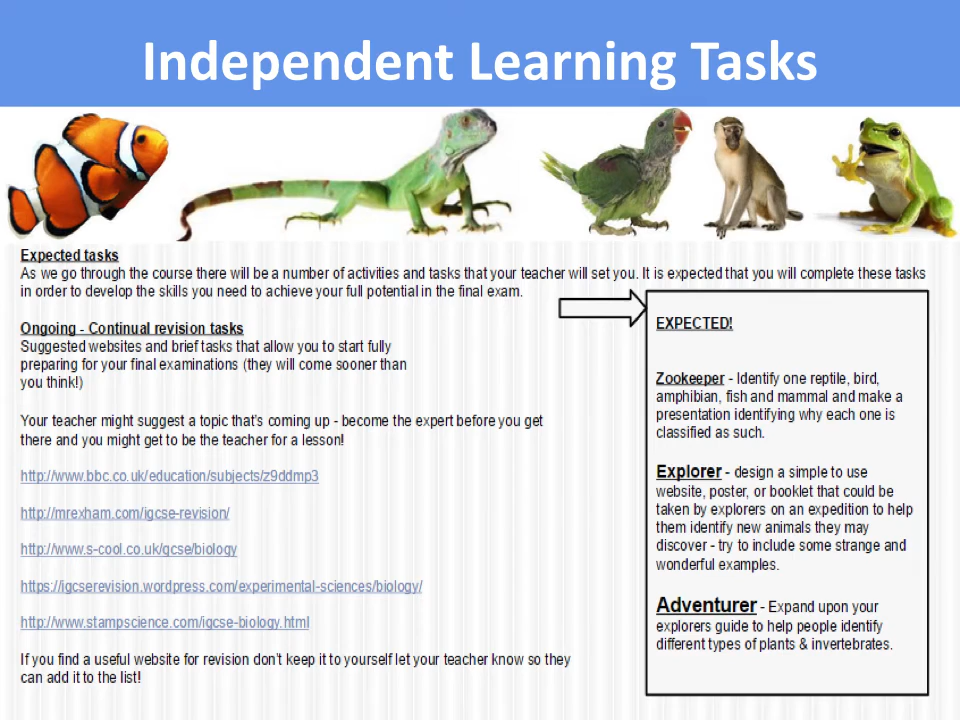 Independent Learning Tasks
Expected tasks
As we go through the course there will be a number of activities and tasks that your teacher will set you. It is expected that you will complete these tasks
in order to develop the skills you need to achieve your full potential in the final exam.
Ongoing - Continual revision tasks
Suggested websites and brief tasks that allow you to start fully
preparing for your final examinations (they will come sooner than
you think!)
Your teacher might suggest a topic that's coming up - become the expert before you get
there and you might get to be the teacher for a lesson!
http://www.bbc.co.uk/education/subjects/z9ddmp3
http://mrexham.com/igcse-revision/
http://www.s-cool.co.uk/gcse/biology
https://igcserevision.wordpress.com/experimental-sciences/biology/
http://www.stampscience.com/igcse-biology.html
If you find a useful website for revision don't keep it to yourself let your teacher know so they
can add it to the list!
EXPECTED!
Zookeeper - Identify one reptile, bird,
amphibian, fish and mammal and make a
presentation identifying why each one is
classified as such.
Explorer - design a simple to use
website, poster, or booklet that could be
taken by explorers on an expedition to help
them identify new animals they may
discover - try to include some strange and
wonderful examples.
Adventurer - Expand upon your
explorers guide to help people identify
different types of plants & invertebrates.